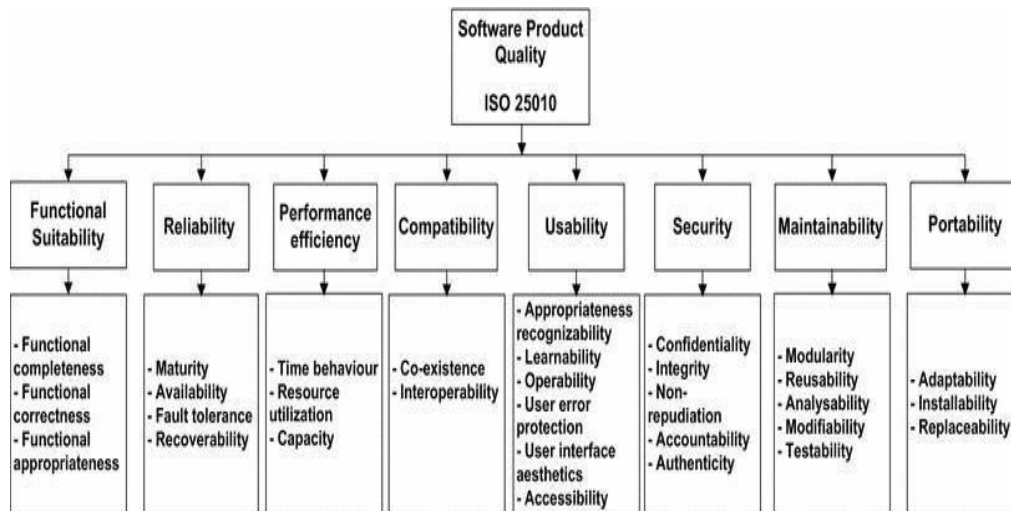 Software Product
Quality
ISO 25010
Functional
Suitability
Reliability
Performance
efficiency
Compatibility
Usability
Security
Maintainability
Portability
- Functional
completeness
- Functional
correctness
- Functional
appropriateness
- Maturity
- Availability
- Fault tolerance
- Recoverability
- Time behaviour
- Resource
utilization
- Capacity
- Co-existence
- Interoperability
- Appropriateness
recognizability
- Learnability
- Operability
- User error
protection
- User interface
aesthetics
- Accessibility
- Confidentiality
- Integrity
- Non-
repudiation
- Accountability
- Authenticity
- Modularity
- Reusability
- Analysability
- Modifiability
- Testability
- Adaptability
- Installability
- Replaceability